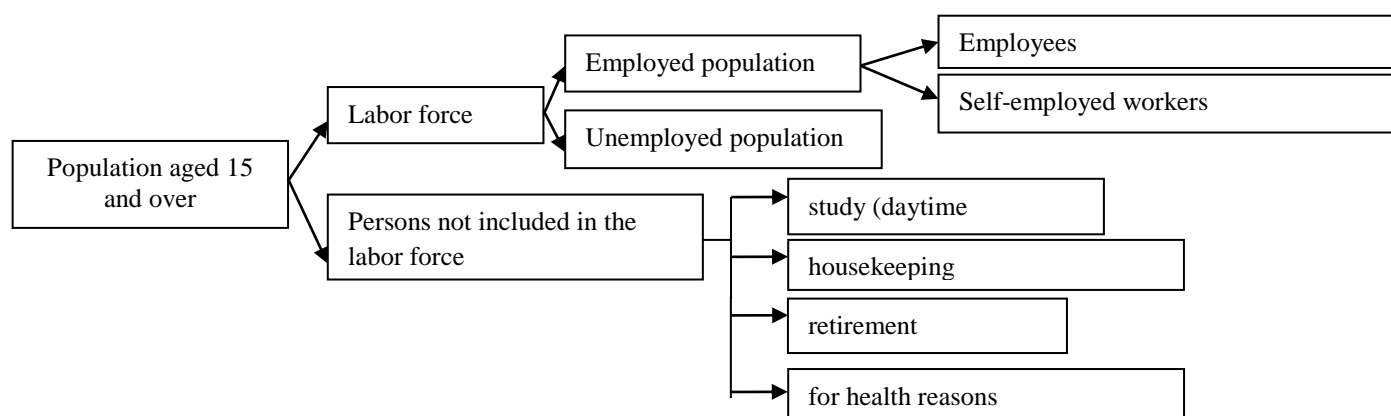 Population aged 15
and over
Labor force
Persons not included in the
labor force
Employed population
Unemployed population
Employees
Self-employed workers
study (daytime
housekeeping
retirement
for health reasons